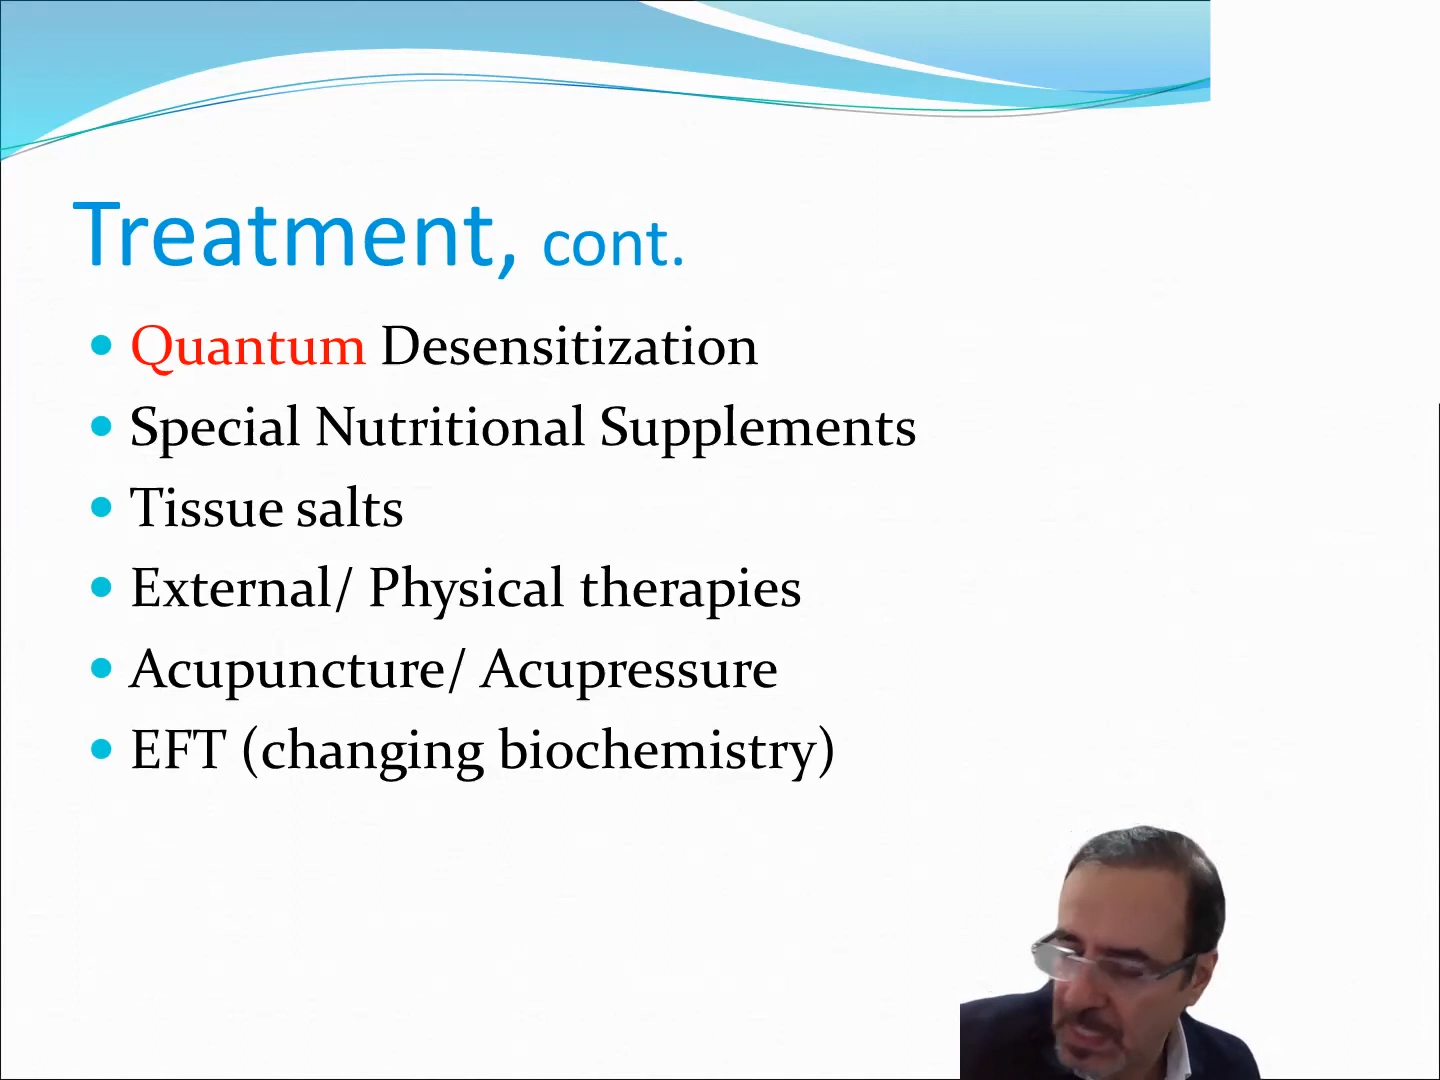 Treatment, cont.
Quantum Desensitization
Special Nutritional Supplements
Tissue salts
External/ Physical therapies
Acupuncture/ Acupressure
EFT (changing biochemistry)